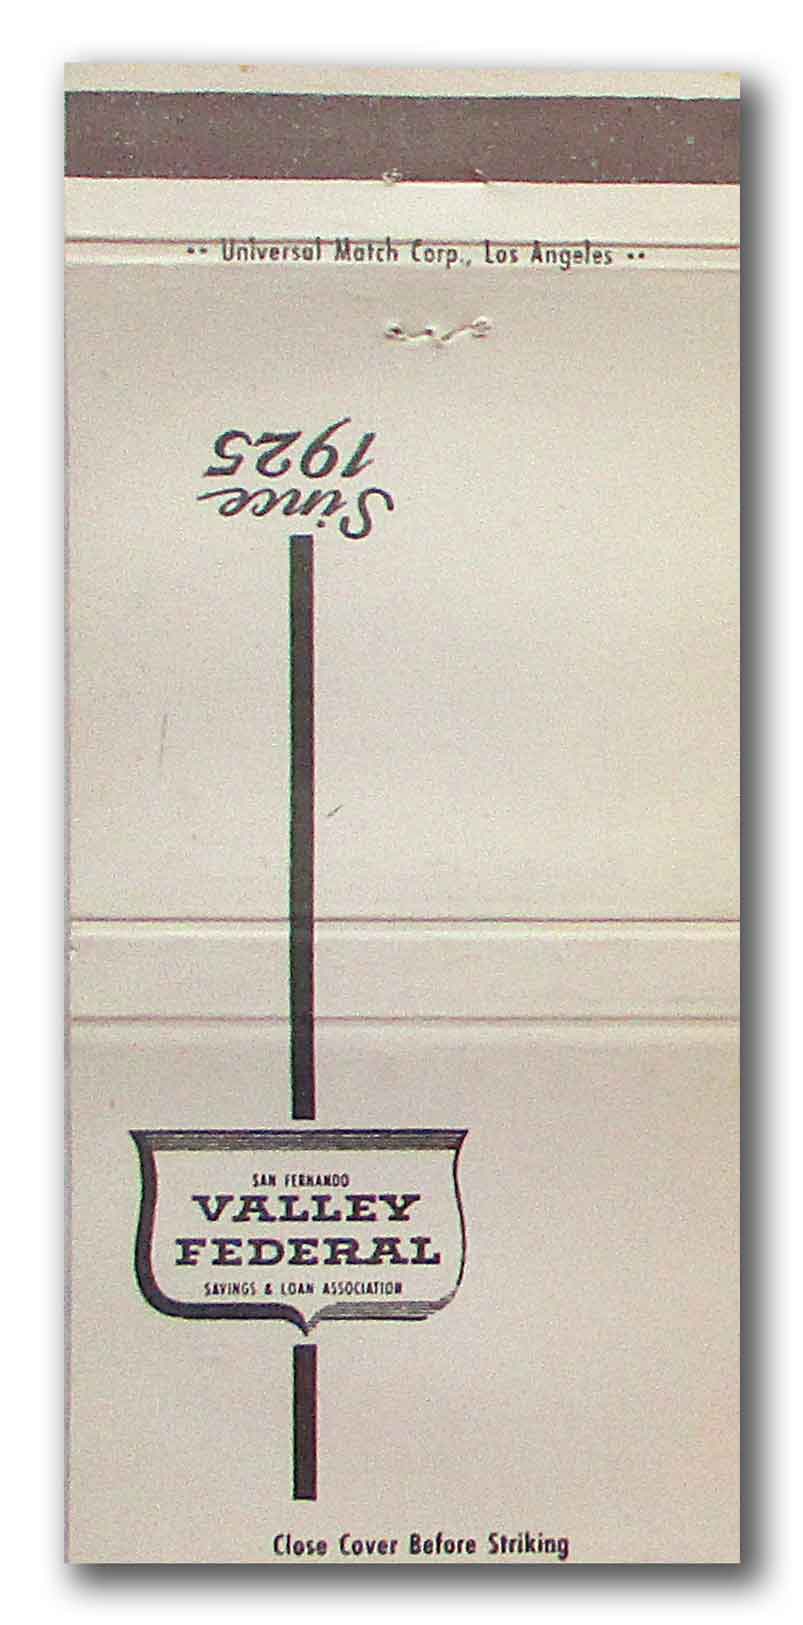 •• Universal Match Corp., Los Angeles ••
Since
1925
SAN FERNANDO
VALLEY
FEDERAL
SAVINGS & LOAN ASSOCIATION
Close Cover Before Striking